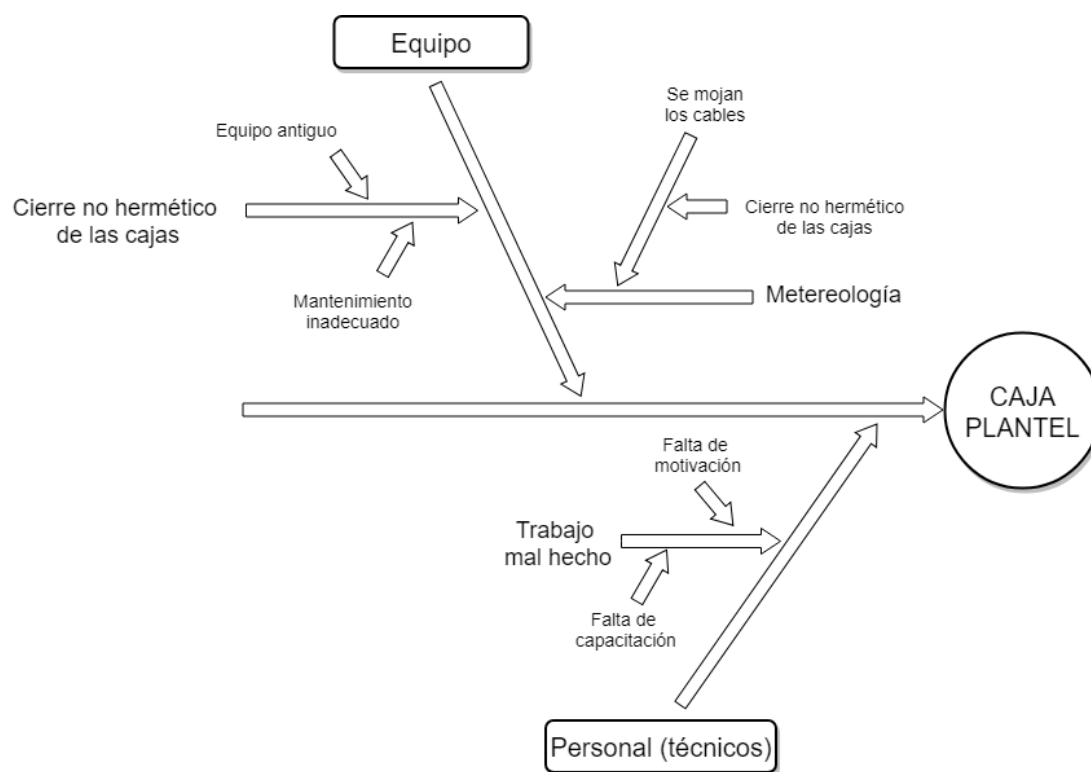 Equipo
Se mojan
los cables
Equipo antiguo
Cierre no hermético
de las cajas
Cierre no hermético
de las cajas
Mantenimiento
inadecuado
Metereología
CAJA
PLANTEL
Falta de
motivación
Trabajo
mal hecho
Falta de
capacitación
Personal (técnicos)